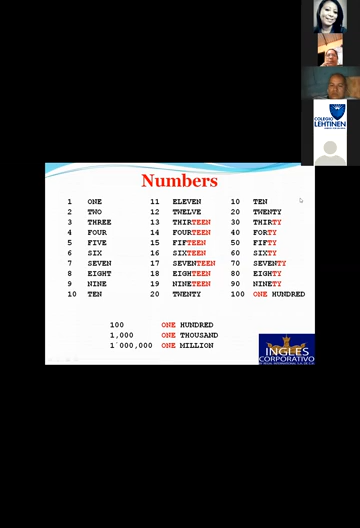 COLEGIO
LEHTINEN
Numbers
1 ONE 11 ELEVEN 10 TEN
2 TWO 12 TWELVE 20 TWENTY
3 THREE 13 THIRTEEN 30 THIRTY
4 FOUR 14 FOURTEEN 40 FORTY
5 FIVE 15 FIFTEEN 50 FIFTY
6 SIX 16 SIXTEEN 60 SIXTY
7 SEVEN 17 SEVENTEEN 70 SEVENTY
8 EIGHT 18 EIGHTEEN 80 EIGHTY
9 NINE 19 NINETEEN 90 NINETY
10 TEN 20 TWENTY 100 ONE HUNDRED
100 ONE HUNDRED
1,000 ONE THOUSAND
1´000,000 ONE MILLION
INGLES
CORPORATIVO